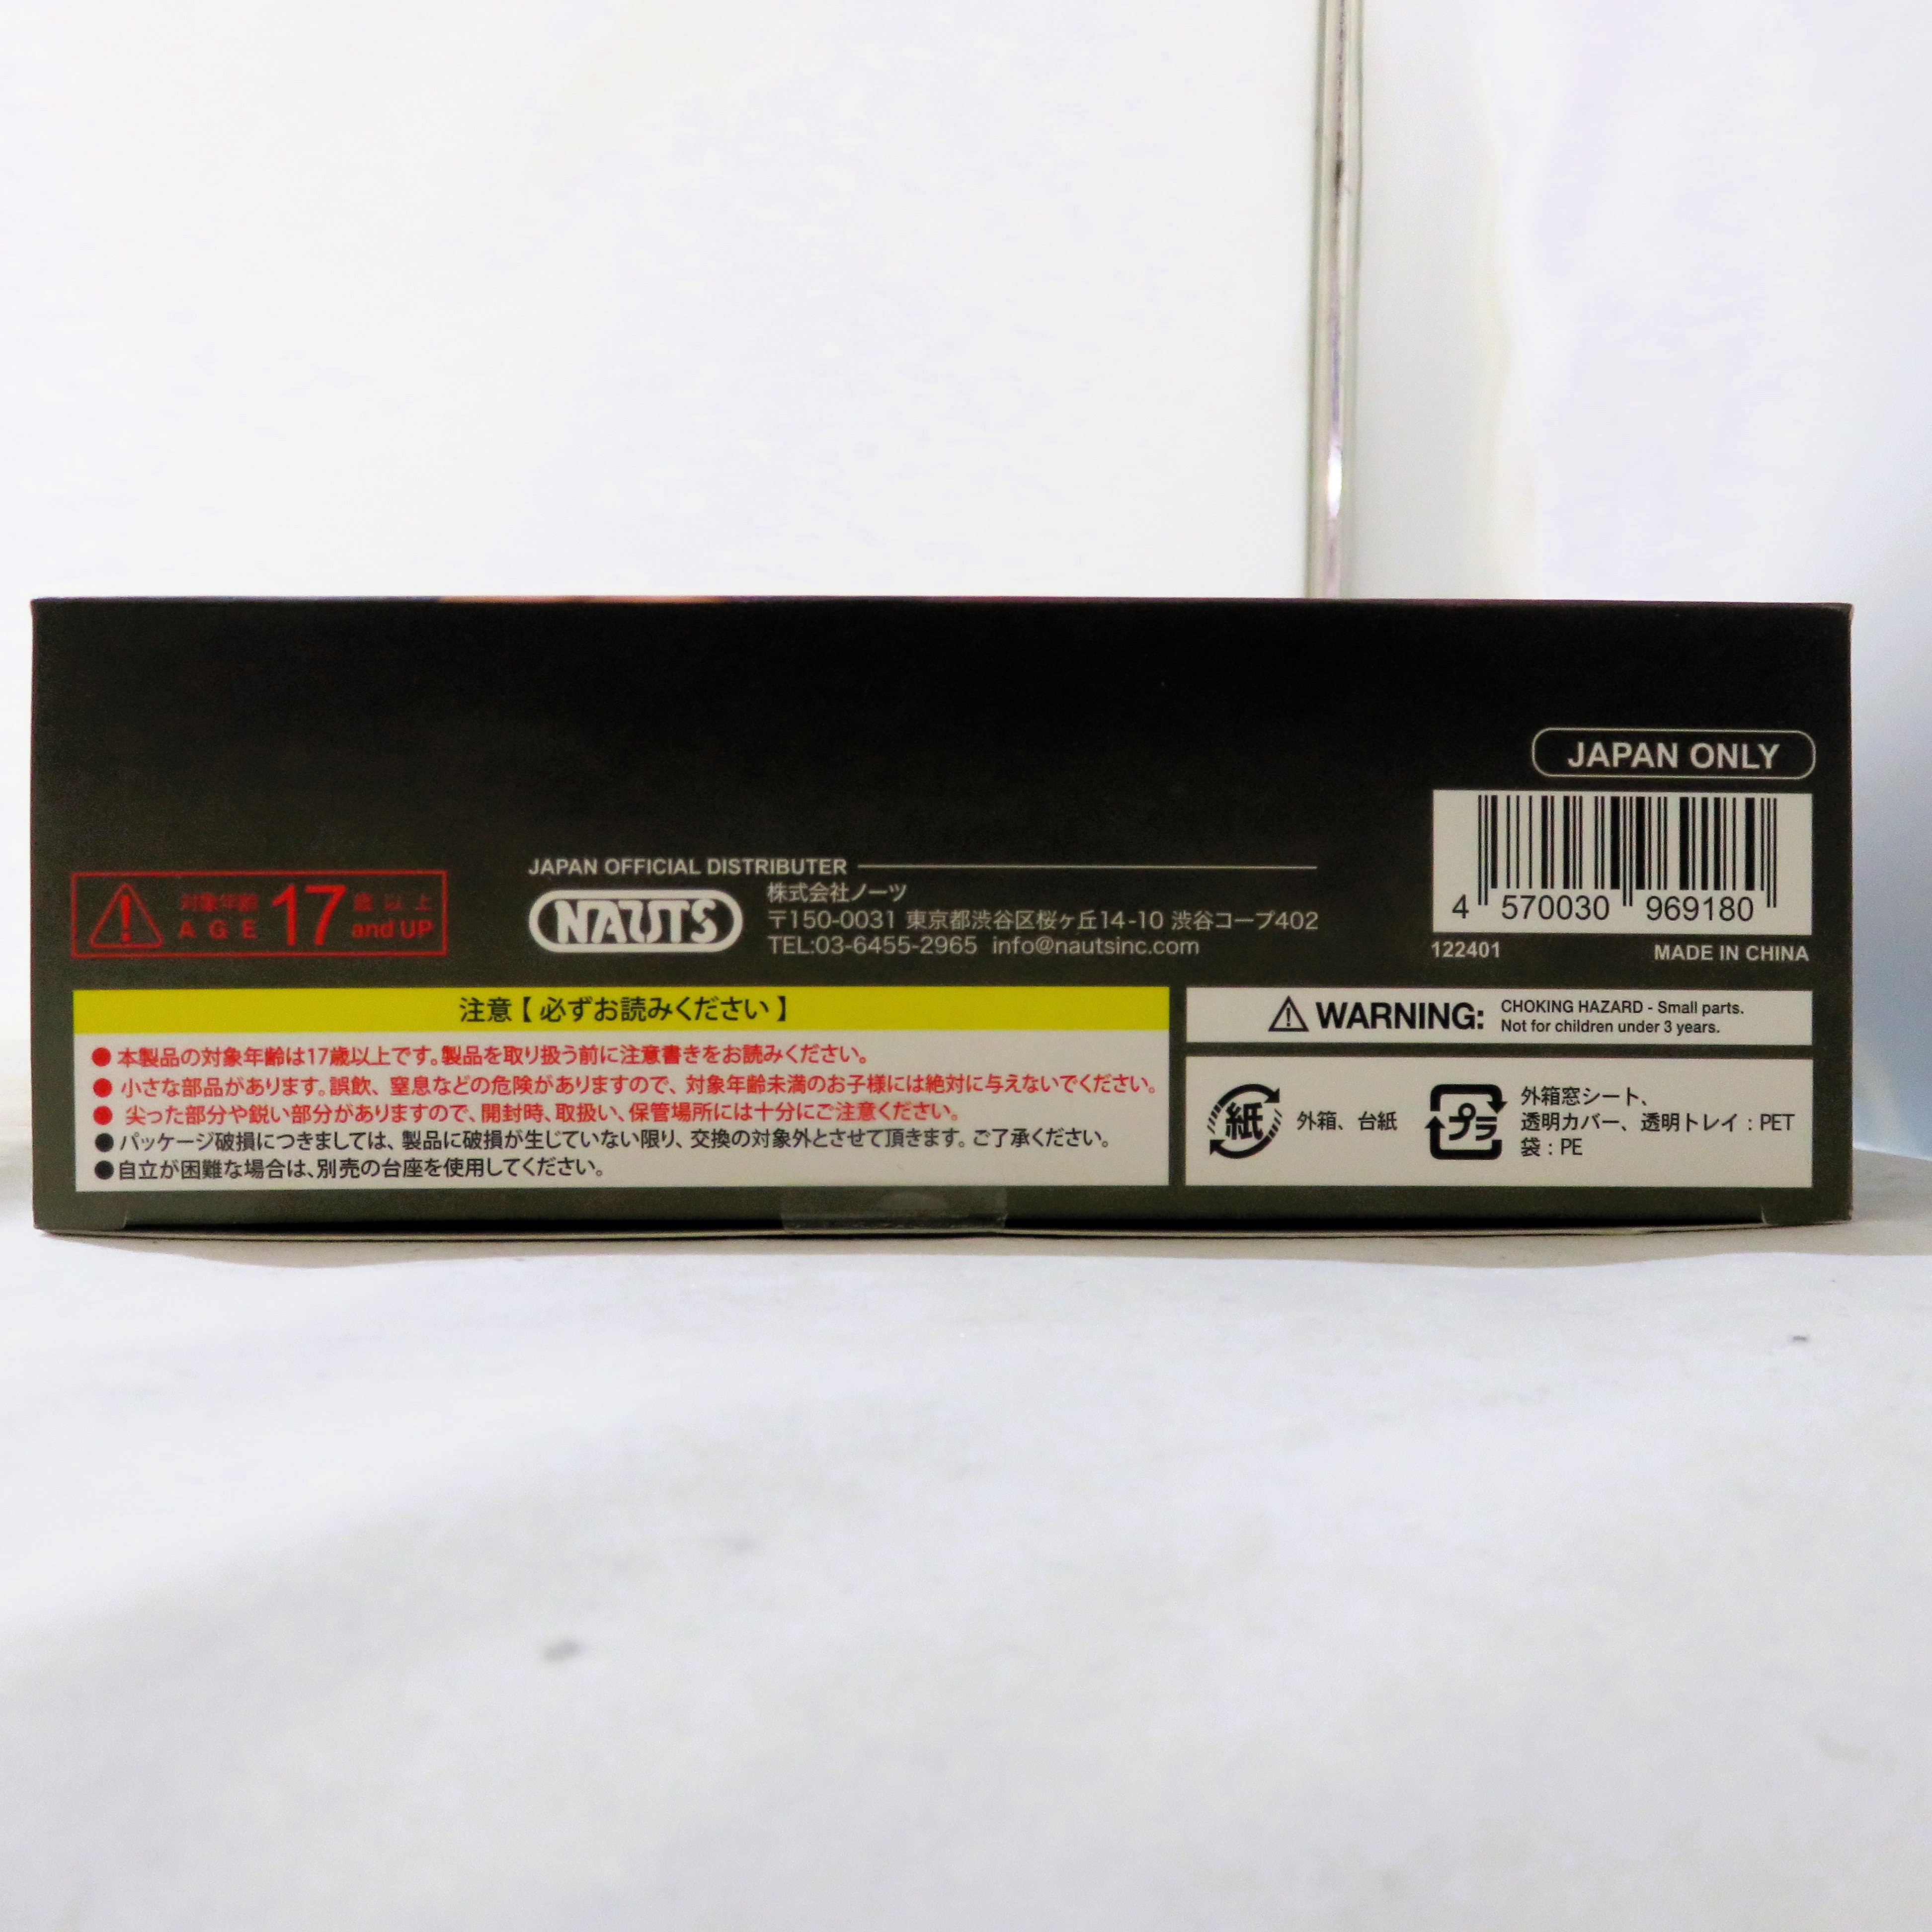 JAPAN ONLY
4 570030 969180
122401 MADE IN CHINA
対象年齢 17 歳以上
AGE and UP
JAPAN OFFICIAL DISTRIBUTER
NAUTS
株式会社ノーツ
〒150-0031 東京都渋谷区桜ヶ丘14-10 渋谷コープ402
TEL:03-6455-2965 info@nautsinc.com
注意【必ずお読みください】
●本製品の対象年齢は17歳以上です。製品を取り扱う前に注意書きをお読みください。
●小さな部品があります。誤飲、窒息などの危険がありますので、対象年齢未満のお子様には絶対に与えないでください。
●尖った部分や鋭い部分がありますので、開封時、取扱い、保管場所には十分にご注意ください。
●パッケージ破損につきましては、製品に破損が生じていない限り、交換の対象外とさせて頂きます。ご了承ください。
●自立が困難な場合は、別売の台座を使用してください。
WARNING: CHOKING HAZARD - Small parts.
Not for children under 3 years.
紙 外箱、台紙
プラ 外箱窓シート、
透明カバー、透明トレイ：PET
袋：PE